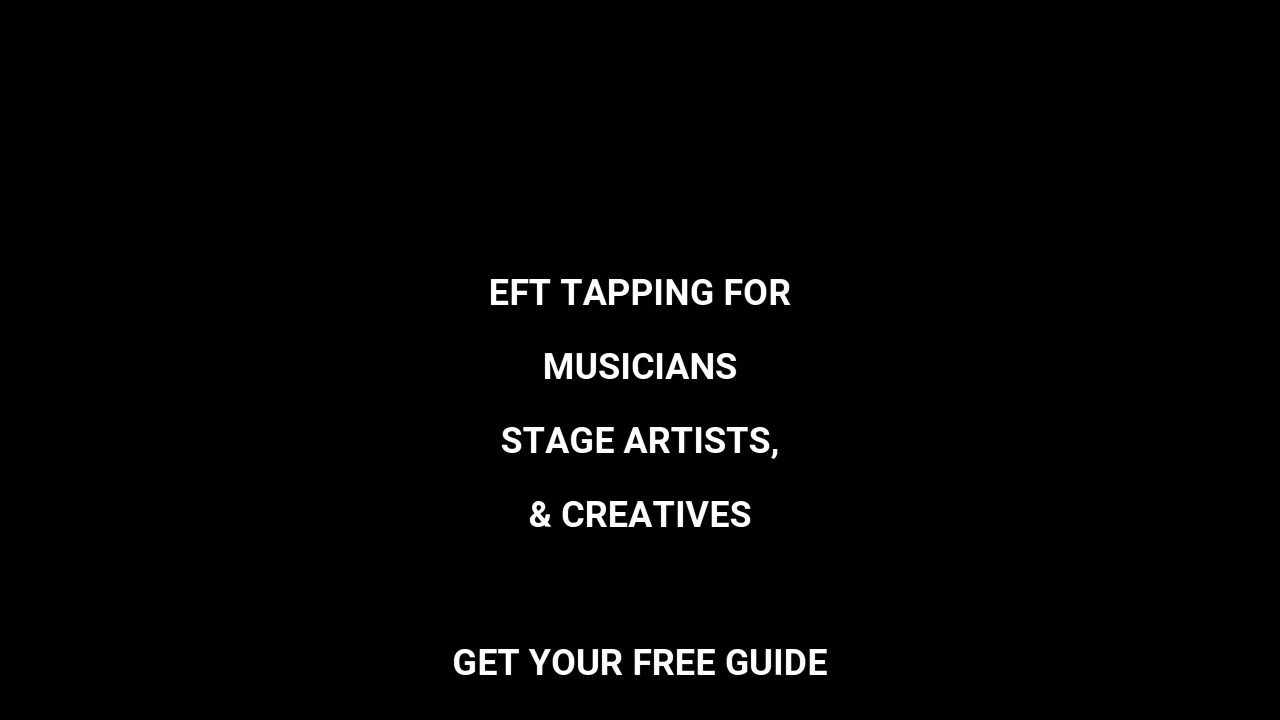 EFT TAPPING FOR
MUSICIANS
STAGE ARTISTS,
& CREATIVES
GET YOUR FREE GUIDE